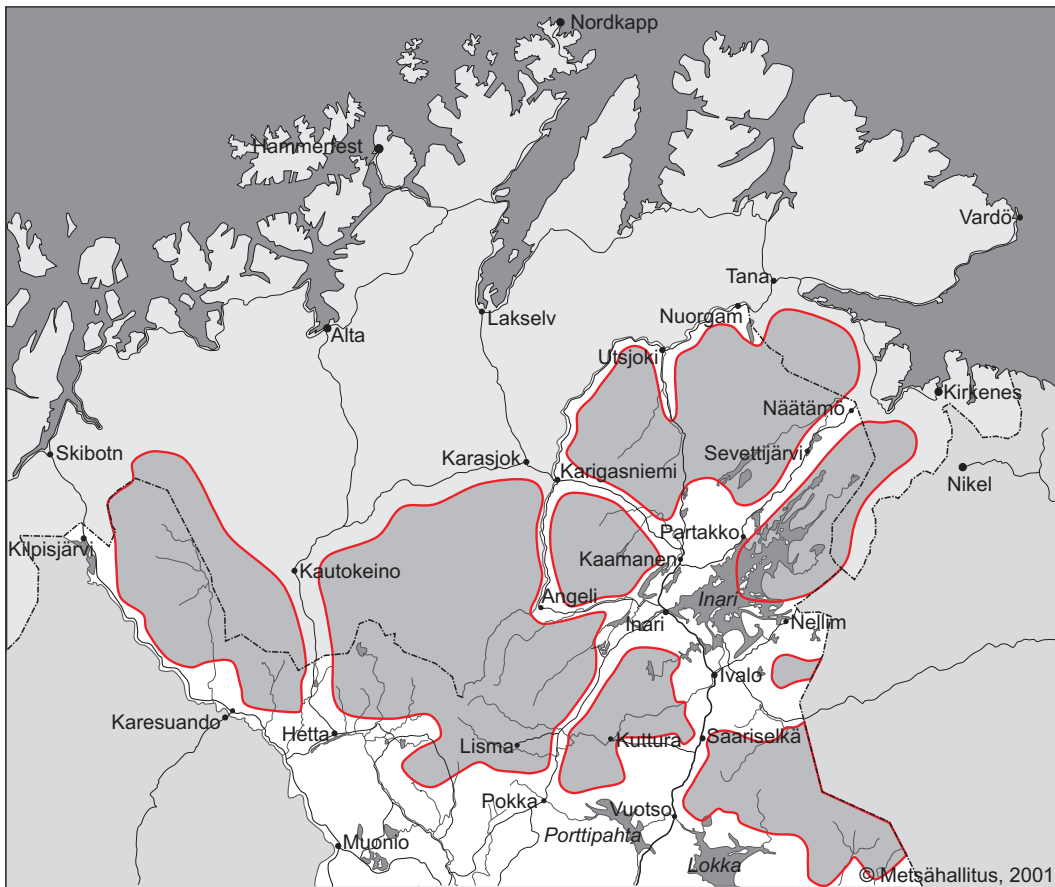 Nordkapp
Hammerfest
Vardö
Tana
Nuorgam
Lakselv
Alta
Utsjoki
Kirkenes
Näätämö
Skibotn
Sevettijärvi
Karasjok
Karigasniemi
Nikel
Partakko
Kilpisjärvi
Kaamanen
Kautokeino
Angeli
Inari
Inari
Nellim
Ivalo
Karesuando
Hetta
Lisma
Kuttura
Saariselkä
Pokka
Vuotso
Porttipahta
Muonio
Lokka
© Metsähallitus, 2001